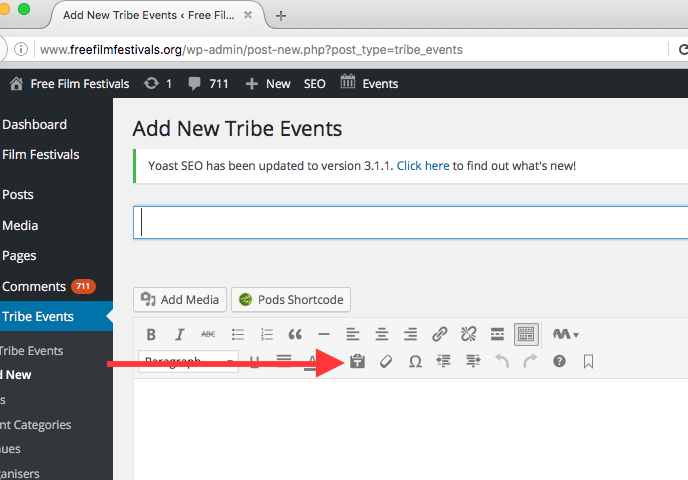 Add New Tribe Events ‹ Free Fil...
www.freefilmfestivals.org/wp-admin/post-new.php?post_type=tribe_events
Free Film Festivals 1 711 New SEO Events
Dashboard
Film Festivals
Posts
Media
Pages
Comments 711
Tribe Events
Tribe Events
d New
s
nt Categories
ues
ganisers
Add New Tribe Events
Yoast SEO has been updated to version 3.1.1. Click here to find out what's new!
Add Media Pods Shortcode
B I ABC
Paragraph U A